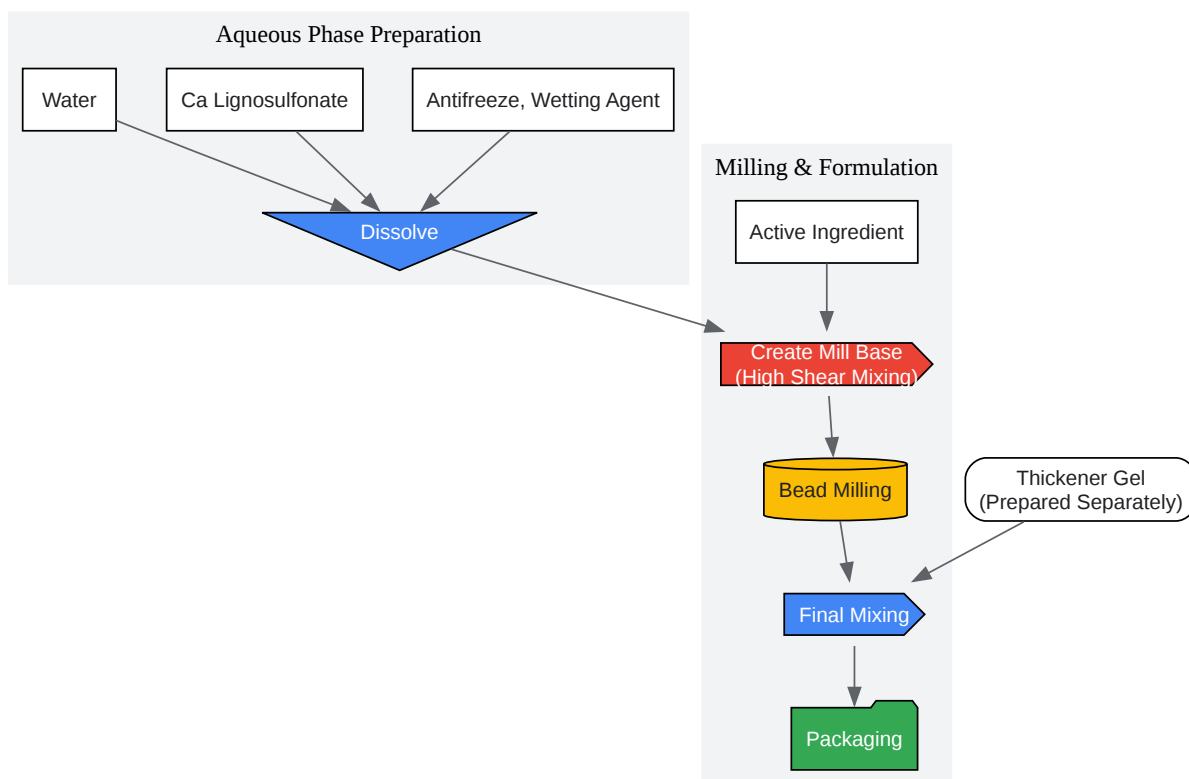 Aqueous Phase Preparation
Water
Ca Lignosulfonate
Antifreeze, Wetting Agent
Dissolve
Milling & Formulation
Active Ingredient
Create Mill Base
(High Shear Mixing)
Bead Milling
Thickener Gel
(Prepared Separately)
Final Mixing
Packaging